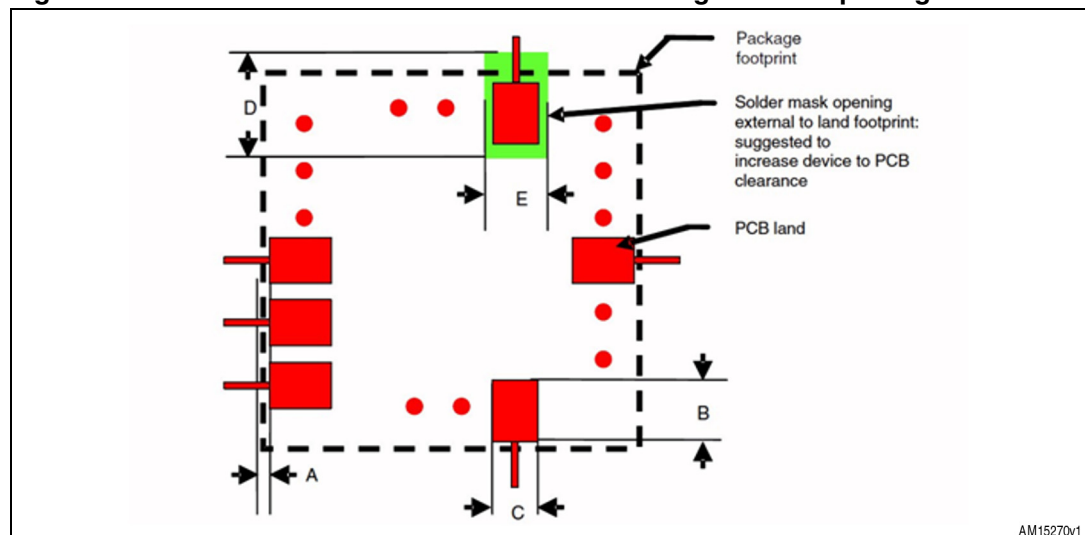 Package
footprint
D
Solder mask opening
external to land footprint:
suggested to
increase device to PCB
clearance
E
PCB land
B
A
C
AM15270v1